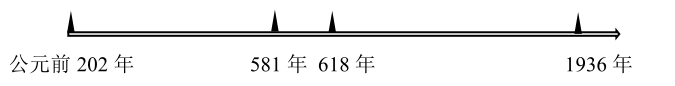 公元前 202 年 581 年 618 年 1936 年